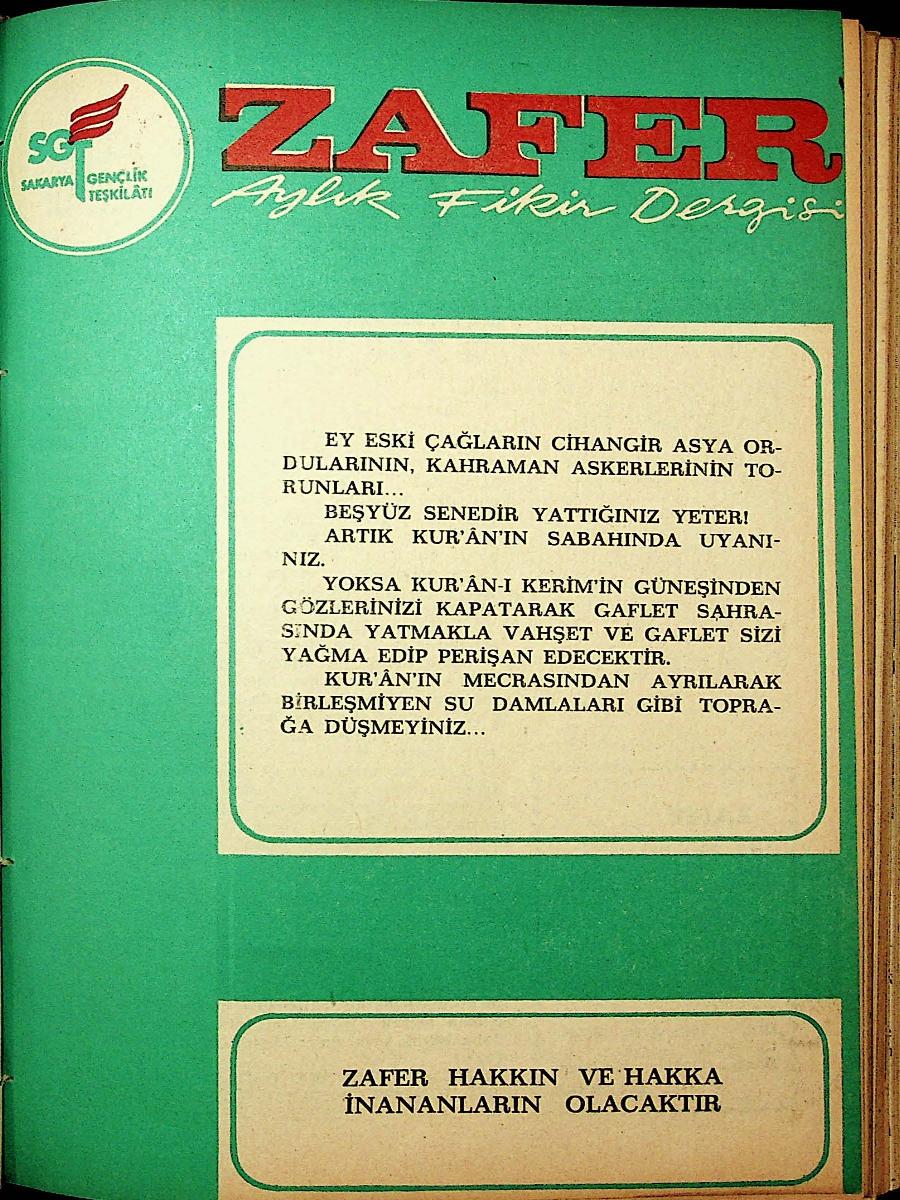 SGT
SAKARYA GENÇLİK
TEŞKİLÂTI
ZAFER
Aylık Fikir Dergisi
EY ESKİ ÇAĞLARIN CİHANGİR ASYA OR-
DULARININ, KAHRAMAN ASKERLERİNİN TO-
RUNLARI...
BEŞYÜZ SENEDİR YATTIĞINIZ YETER!
ARTIK KUR'ÂN'IN SABAHINDA UYANI-
NIZ.
YOKSA KUR'ÂN-I KERİM'İN GÜNEŞİNDEN
GÖZLERİNİZİ KAPATARAK GAFLET SAHRA-
SINDA YATMAKLA VAHŞET VE GAFLET SİZİ
YAĞMA EDİP PERİŞAN EDECEKTİR.
KUR'ÂN'IN MECRASINDAN AYRILARAK
BİRLEŞMİYEN SU DAMLALARI GİBİ TOPRA-
ĞA DÜŞMEYİNİZ...
ZAFER HAKKIN VE HAKKA
İNANANLARIN OLACAKTIR